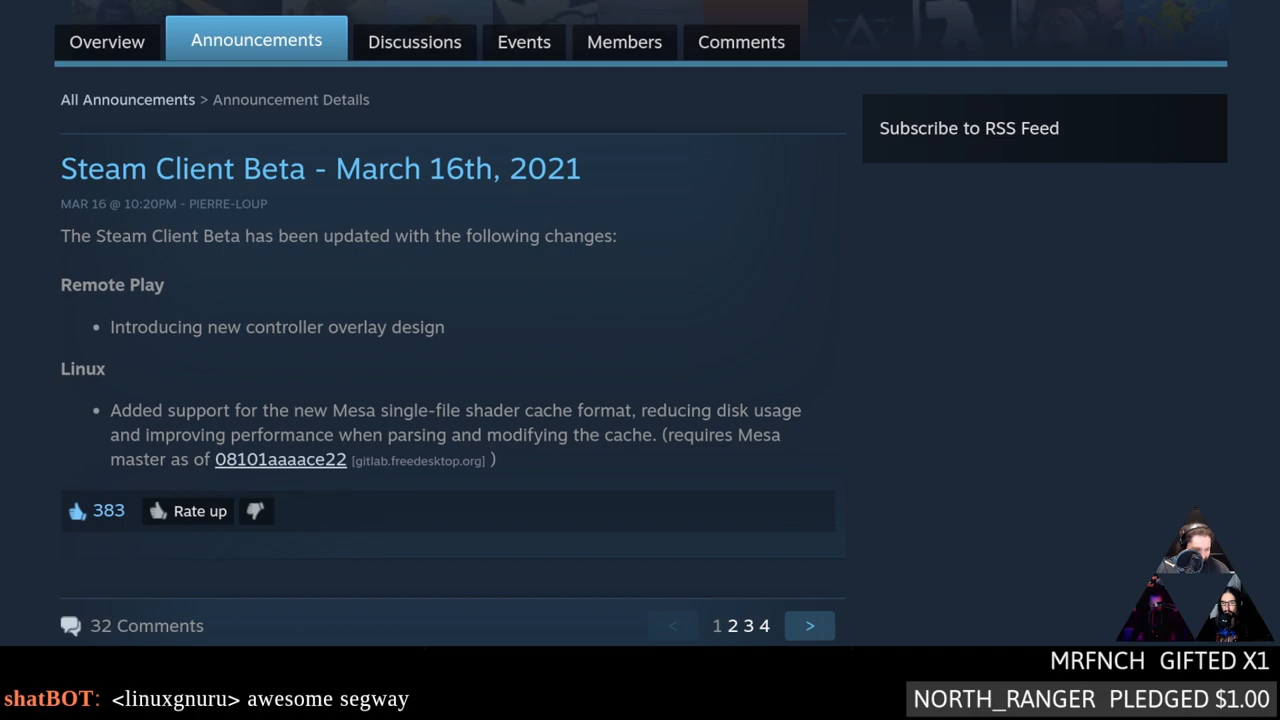 Overview
Announcements
Discussions
Events
Members
Comments
All Announcements > Announcement Details
Subscribe to RSS Feed
Steam Client Beta - March 16th, 2021
MAR 16 @ 10:20PM - PIERRE-LOUP
The Steam Client Beta has been updated with the following changes:
Remote Play
• Introducing new controller overlay design
Linux
• Added support for the new Mesa single-file shader cache format, reducing disk usage
and improving performance when parsing and modifying the cache. (requires Mesa
master as of 08101aaaace22 [gitlab.freedesktop.org] )
383
Rate up
32 Comments
< 1 2 3 4 >
MRFNCH GIFTED X1
shatBOT: <linuxgnuru> awesome segway
NORTH_RANGER PLEDGED $1.00